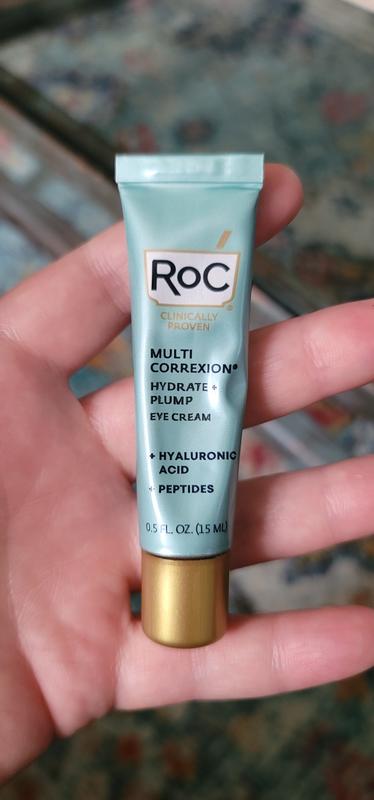 RoC
®
CLINICALLY
PROVEN
MULTI
CORREXION®
HYDRATE +
PLUMP
EYE CREAM
+ HYALURONIC
ACID
+ PEPTIDES
0.5 FL. OZ. (15 ML)